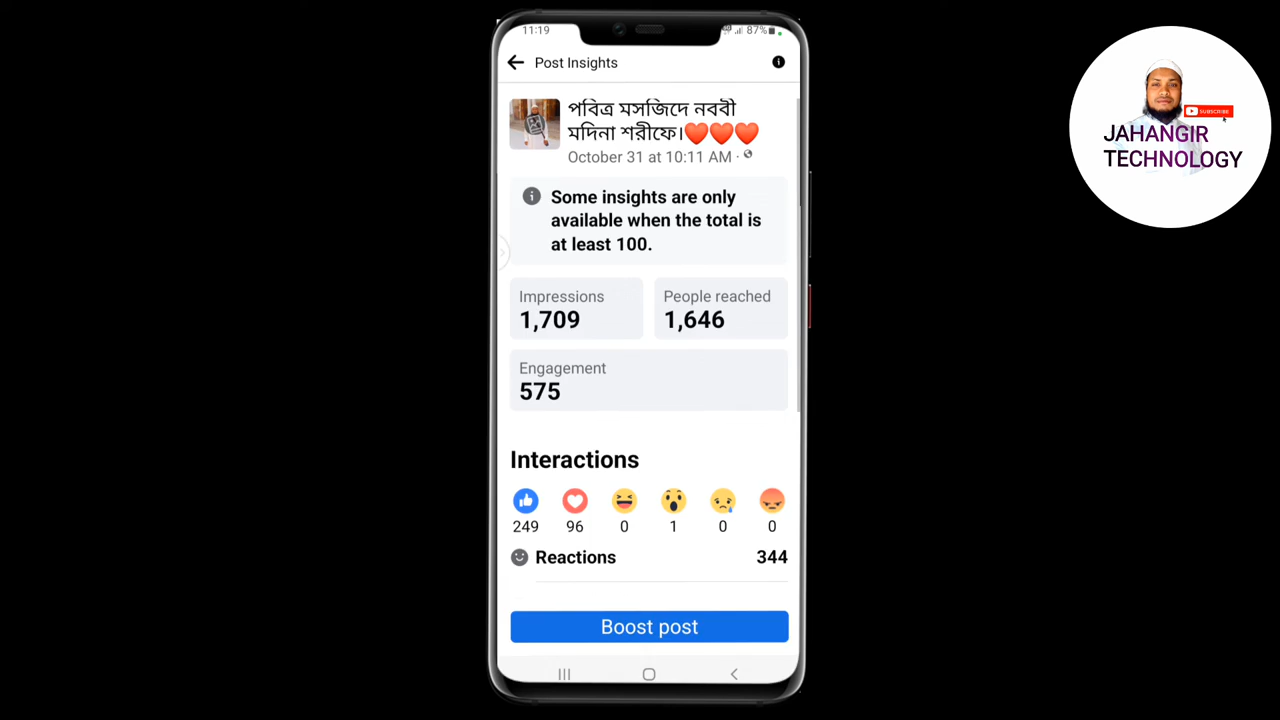 11:19
87%
Post Insights
পবিত্র মসজিদে নববী
মদিনা শরীফে।❤️❤️❤️
October 31 at 10:11 AM ·
Some insights are only
available when the total is
at least 100.
Impressions
1,709
People reached
1,646
Engagement
575
Interactions
249 96 0 1 0 0
Reactions 344
Boost post
SUBSCRIBE
JAHANGIR
TECHNOLOGY